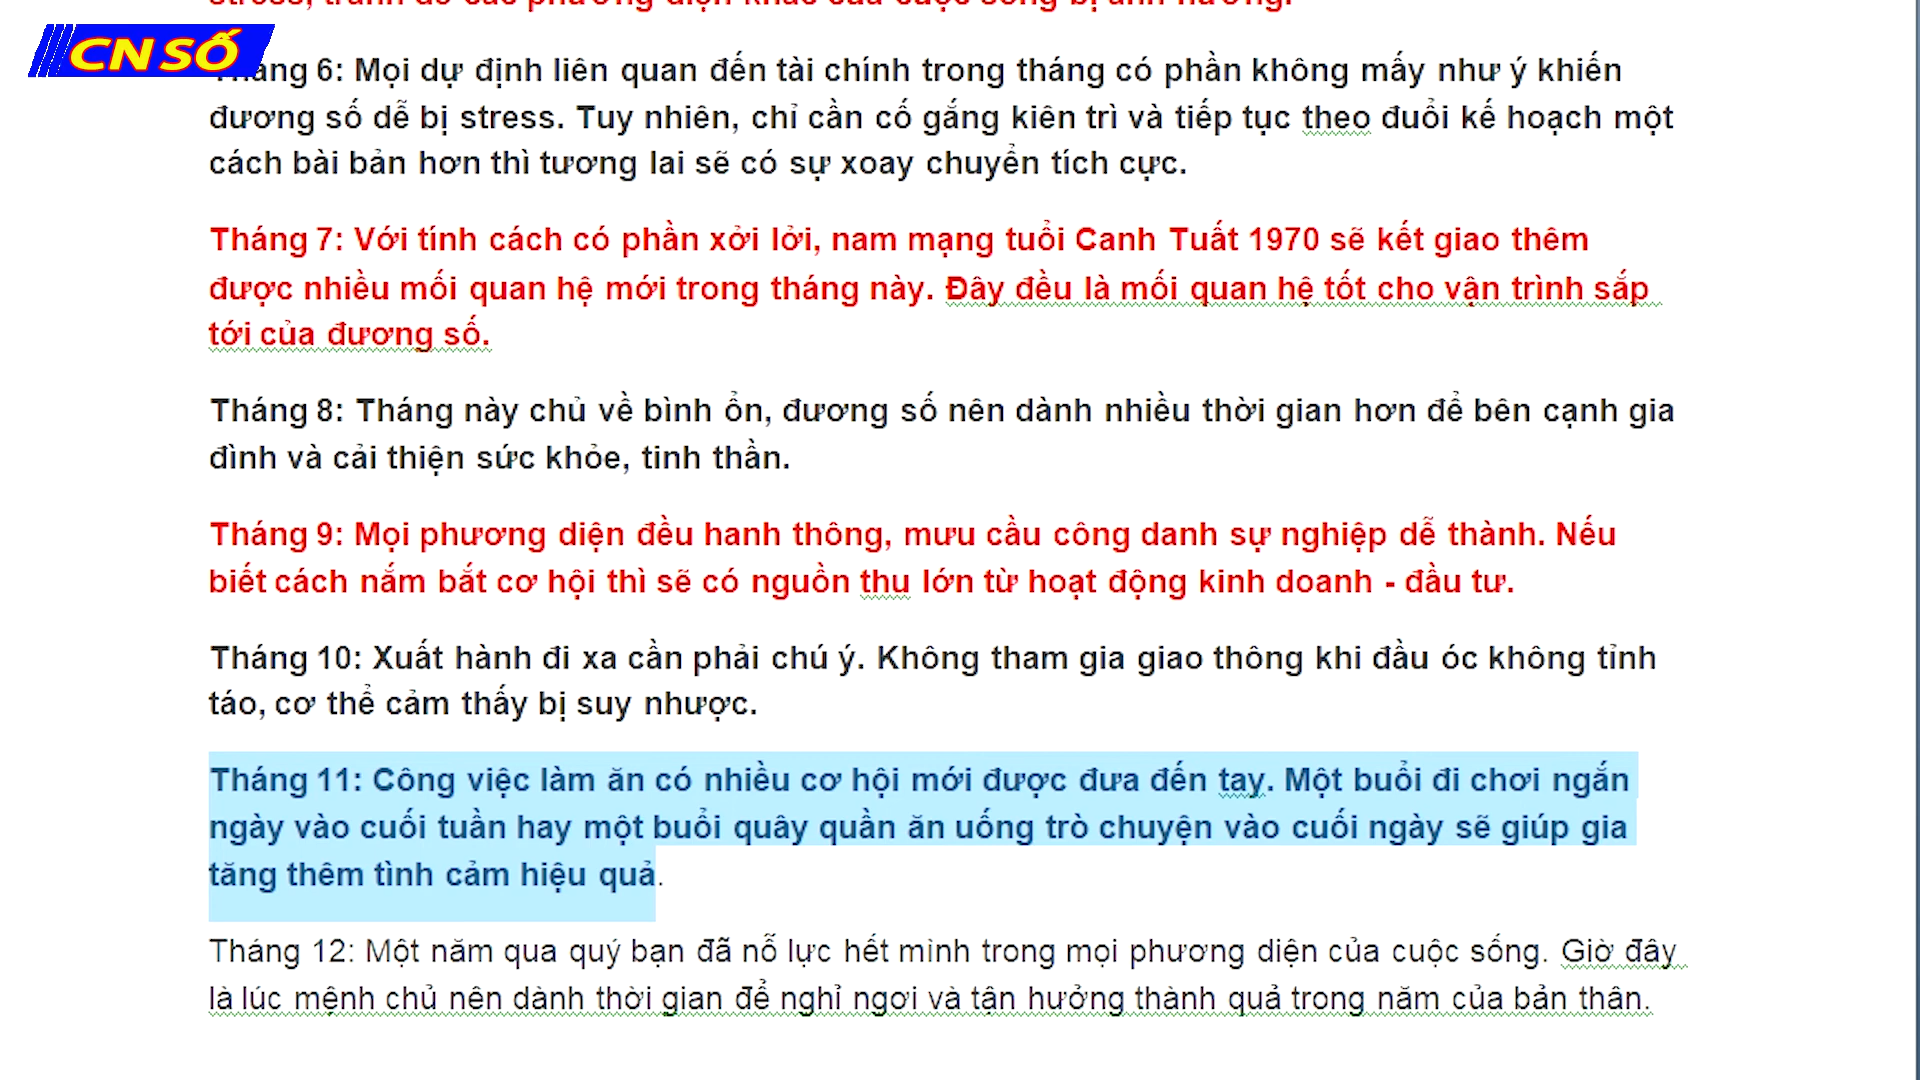 stress, tránh để các phương diện khác của cuộc sống bị ảnh hưởng.
CN SỐ
Tháng 6: Mọi dự định liên quan đến tài chính trong tháng có phần không mấy như ý khiến
đương số dễ bị stress. Tuy nhiên, chỉ cần cố gắng kiên trì và tiếp tục theo đuổi kế hoạch một
cách bài bản hơn thì tương lai sẽ có sự xoay chuyển tích cực.
Tháng 7: Với tính cách có phần xởi lởi, nam mạng tuổi Canh Tuất 1970 sẽ kết giao thêm
được nhiều mối quan hệ mới trong tháng này. Đây đều là mối quan hệ tốt cho vận trình sắp
tới của đương số.
Tháng 8: Tháng này chủ về bình ổn, đương số nên dành nhiều thời gian hơn để bên cạnh gia
đình và cải thiện sức khỏe, tinh thần.
Tháng 9: Mọi phương diện đều hanh thông, mưu cầu công danh sự nghiệp dễ thành. Nếu
biết cách nắm bắt cơ hội thì sẽ có nguồn thu lớn từ hoạt động kinh doanh - đầu tư.
Tháng 10: Xuất hành đi xa cần phải chú ý. Không tham gia giao thông khi đầu óc không tỉnh
táo, cơ thể cảm thấy bị suy nhược.
Tháng 11: Công việc làm ăn có nhiều cơ hội mới được đưa đến tay. Một buổi đi chơi ngắn
ngày vào cuối tuần hay một buổi quây quần ăn uống trò chuyện vào cuối ngày sẽ giúp gia
tăng thêm tình cảm hiệu quả.
Tháng 12: Một năm qua quý bạn đã nỗ lực hết mình trong mọi phương diện của cuộc sống. Giờ đây
là lúc mệnh chủ nên dành thời gian để nghỉ ngơi và tận hưởng thành quả trong năm của bản thân.